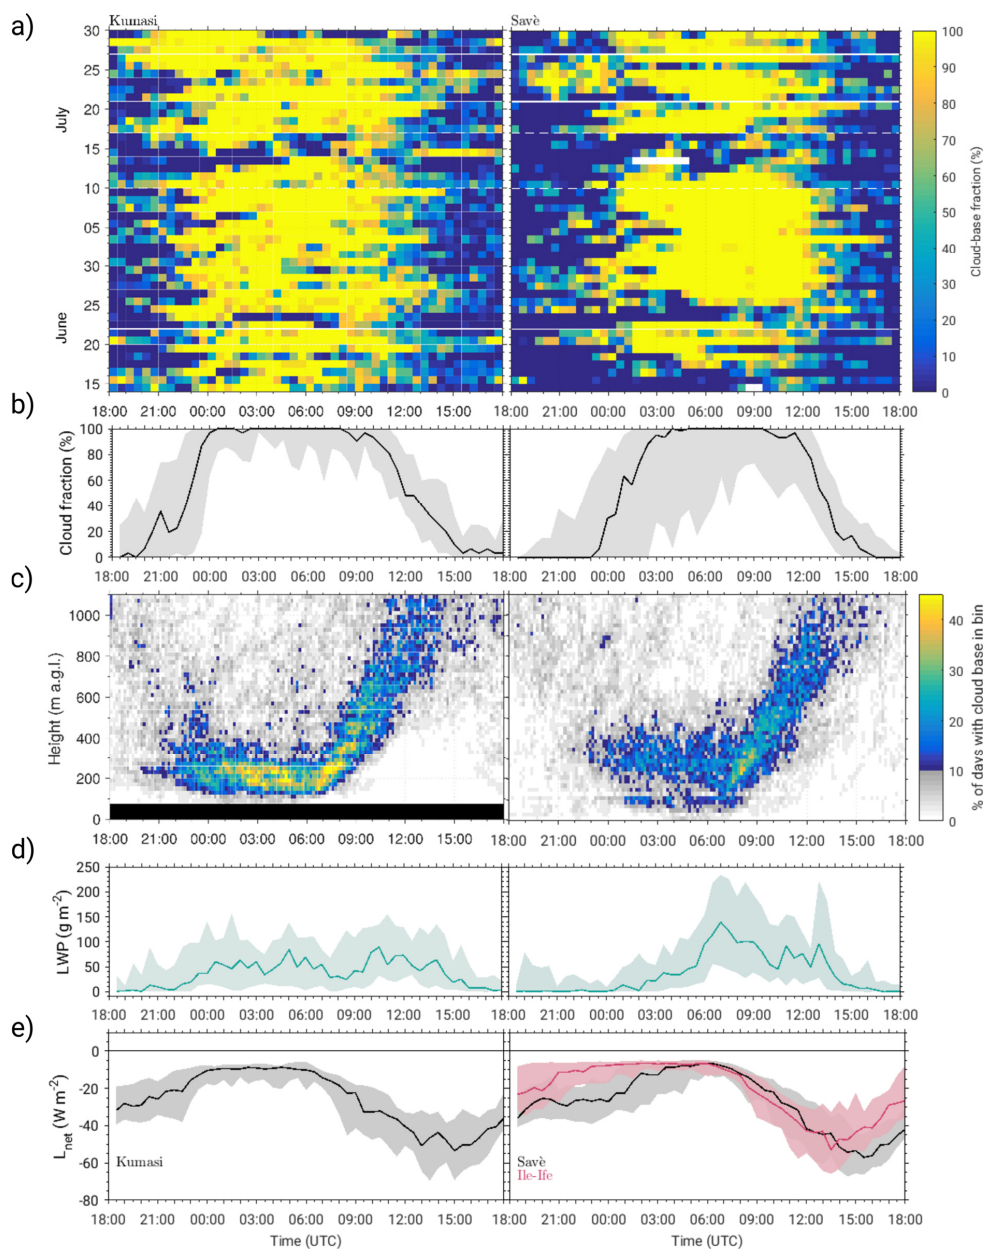 a)
Kumasi
Savè
30
25
20
15
10
05
30
25
20
15
July
June
100
90
80
70
60
50
40
30
20
10
0
Cloud-base fraction (%)
18:00 21:00 00:00 03:00 06:00 09:00 12:00 15:00 18:00 21:00 00:00 03:00 06:00 09:00 12:00 15:00 18:00
b)
100
80
60
40
20
0
Cloud fraction (%)
18:00 21:00 00:00 03:00 06:00 09:00 12:00 15:00 18:00 21:00 00:00 03:00 06:00 09:00 12:00 15:00 18:00
c)
1000
800
600
400
200
0
Height (m a.g.l.)
40
30
20
10
0
% of days with cloud base in bin
18:00 21:00 00:00 03:00 06:00 09:00 12:00 15:00 18:00 21:00 00:00 03:00 06:00 09:00 12:00 15:00 18:00
d)
250
200
150
100
50
0
LWP (g m-2)
18:00 21:00 00:00 03:00 06:00 09:00 12:00 15:00 18:00 21:00 00:00 03:00 06:00 09:00 12:00 15:00 18:00
e)
0
-20
-40
-60
-80
Lnet (W m-2)
Kumasi
Savè
Ile-Ife
18:00 21:00 00:00 03:00 06:00 09:00 12:00 15:00 18:00 21:00 00:00 03:00 06:00 09:00 12:00 15:00 18:00
Time (UTC)
Time (UTC)